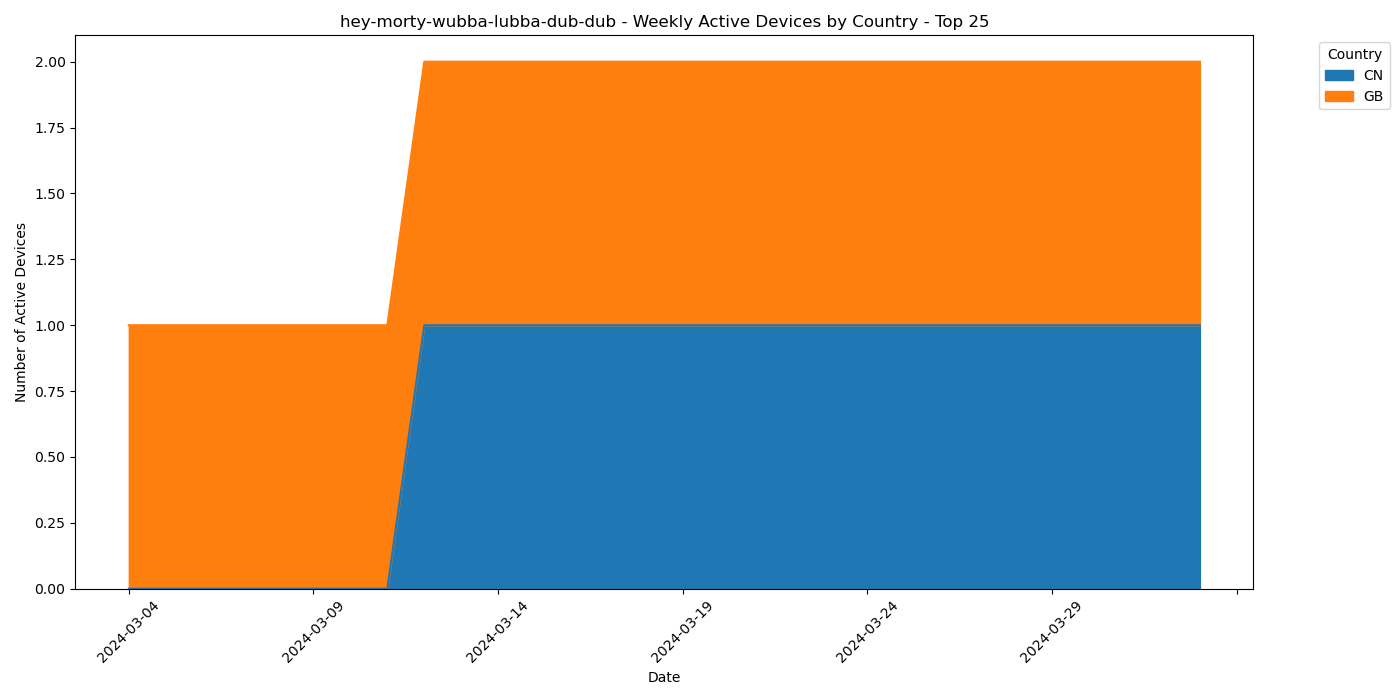 hey-morty-wubba-lubba-dub-dub - Weekly Active Devices by Country - Top 25
Country
CN
GB
Number of Active Devices
2.00
1.75
1.50
1.25
1.00
0.75
0.50
0.25
0.00
2024-03-04
2024-03-09
2024-03-14
2024-03-19
2024-03-24
2024-03-29
Date